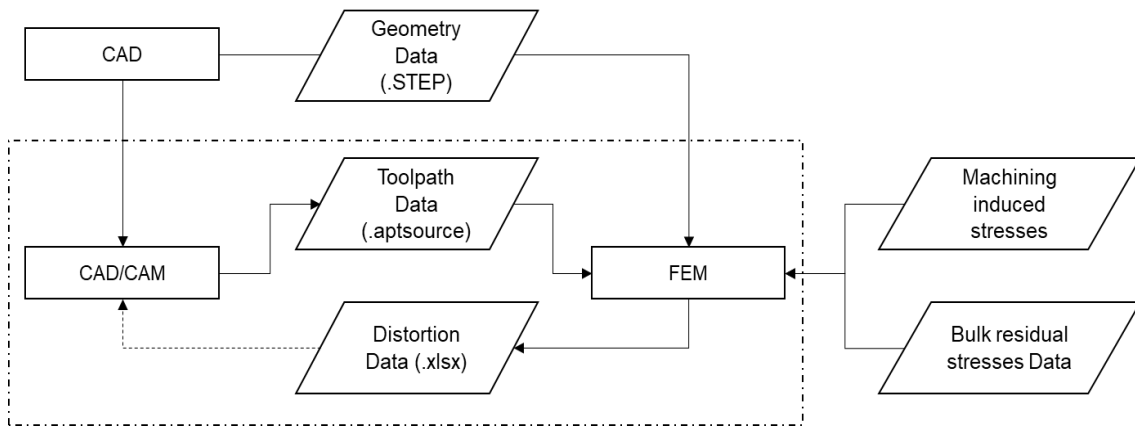 CAD
Geometry
Data
(.STEP)
Toolpath
Data
(.aptsource)
Machining
induced
stresses
CAD/CAM
FEM
Distortion
Data (.xlsx)
Bulk residual
stresses Data